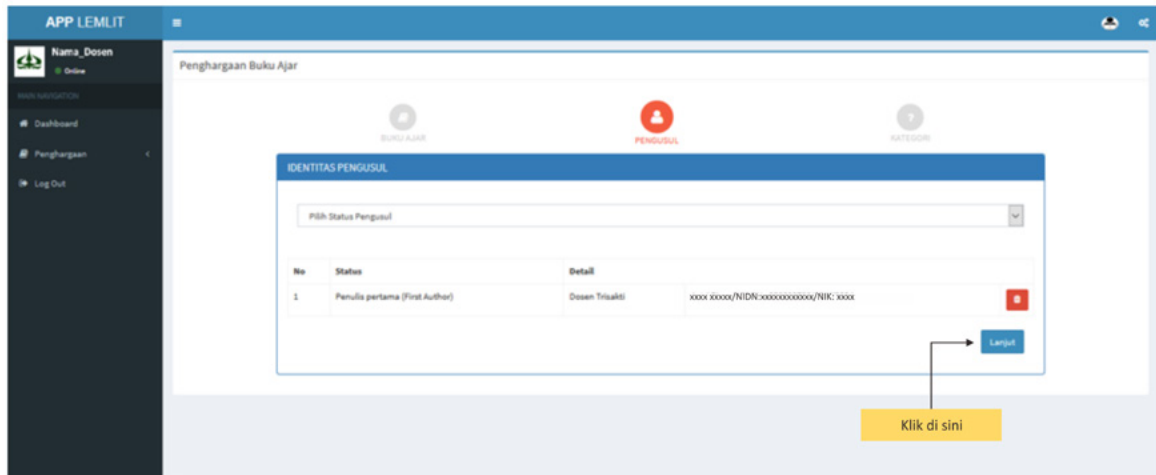 APP LEMLIT
Nama_Dosen
Online
MAIN NAVIGATION
Dashboard
Penghargaan
Log Out
Penghargaan Buku Ajar
BUKU AJAR
PENGUSUL
KATEGORI
IDENTITAS PENGUSUL
Pilih Status Pengusul
No Status Detail
1 Penulis pertama (First Author) Dosen Trisakti xxxx xxxxx/NIDN:xxxxxxxxxxxx/NIK: xxxx
Lanjut
Klik di sini